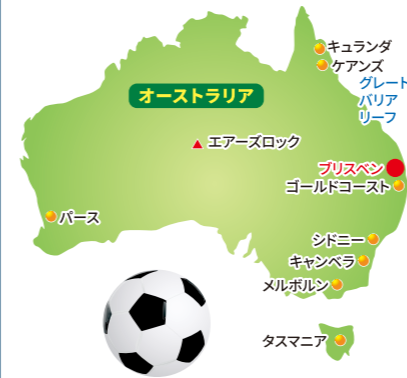 キュランダ
ケアンズ
グレート
バリア
リーフ
オーストラリア
エアーズロック
ブリスベン
ゴールドコースト
パース
シドニー
キャンベラ
メルボルン
タスマニア